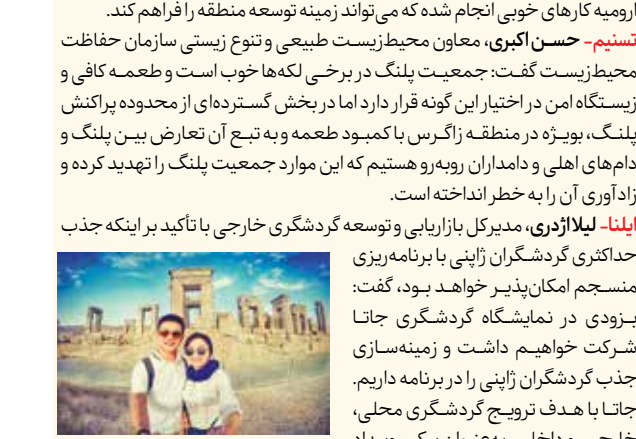 ارومیه کارهای خوبی انجام شده که می‌تواند زمینه توسعه منطقه را فراهم کند.
تسنیم- حسن اکبری، معاون محیط‌زیست طبیعی و تنوع زیستی سازمان حفاظت
محیط‌زیست گفت: جمعیت پلنگ در برخی لکه‌ها خوب است و طعمه کافی و
زیستگاه امن در اختیار این گونه قرار دارد اما در بخش گسترده‌ای از محدوده پراکنش
پلنگ، بویژه در منطقه زاگرس با کمبود طعمه و به تبع آن تعارض بین پلنگ و
دام‌های اهلی و دامداران روبه‌رو هستیم که این موارد جمعیت پلنگ را تهدید کرده و
زادآوری آن را به خطر انداخته است.
ایلنا- لیلا اژدری، مدیرکل بازاریابی و توسعه گردشگری خارجی با تأکید بر اینکه جذب
حداکثری گردشگران ژاپنی با برنامه‌ریزی
منسجم امکان‌پذیر خواهد بود، گفت:
بزودی در نمایشگاه گردشگری جاتا
شرکت خواهیم داشت و زمینه‌سازی
جذب گردشگران ژاپنی را در برنامه داریم.
جاتا با هدف ترویج گردشگری محلی،